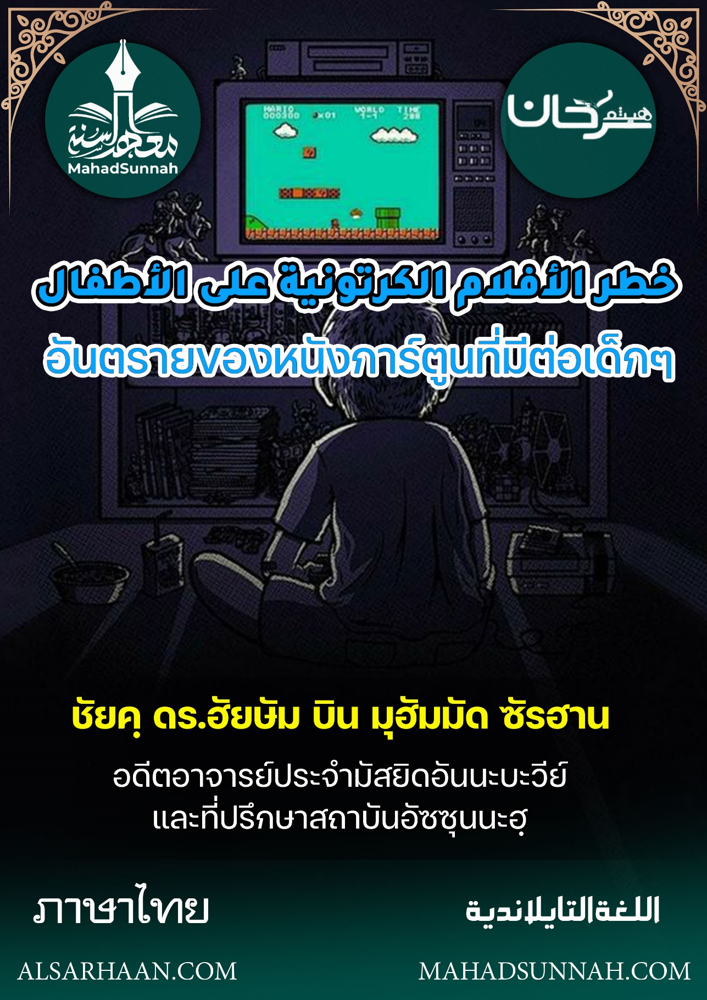 معهد السنة
MahadSunnah
هيثم سرحان
MARIO WORLD TIME
000300 x01 1-1 288
خطر الأفلام الكرتونية على الأطفال
อันตรายของหนังการ์ตูนที่มีต่อเด็กๆ
ชัยคฺ ดร.ฮัยษัม บิน มุฮัมมัด ซัรฮาน
อดีตอาจารย์ประจำมัสยิดอันนะบะวีย์
และที่ปรึกษาสถาบันอัซซุนนะฮฺ
ภาษาไทย
اللغة التايلاندية
ALSARHAAN.COM
MAHADSUNNAH.COM